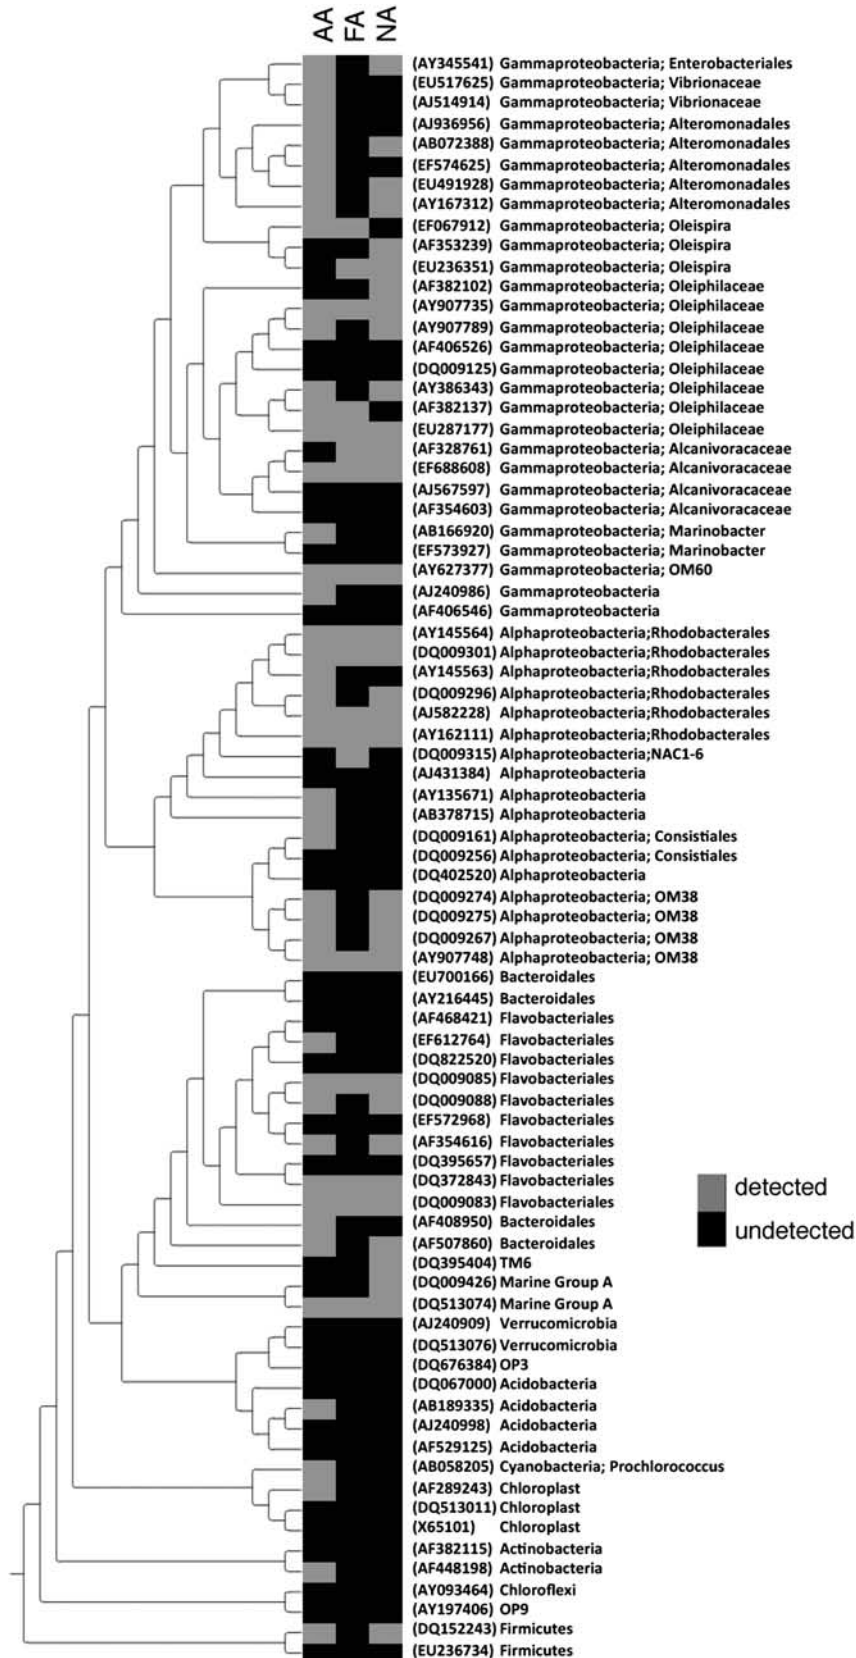 AA FA NA
(AY345541) Gammaproteobacteria; Enterobacteriales
(EU517625) Gammaproteobacteria; Vibrionaceae
(AJ514914) Gammaproteobacteria; Vibrionaceae
(AJ936956) Gammaproteobacteria; Alteromonadales
(AB072388) Gammaproteobacteria; Alteromonadales
(EF574625) Gammaproteobacteria; Alteromonadales
(EU491928) Gammaproteobacteria; Alteromonadales
(AY167312) Gammaproteobacteria; Alteromonadales
(EF067912) Gammaproteobacteria; Oleispira
(AF353239) Gammaproteobacteria; Oleispira
(EU236351) Gammaproteobacteria; Oleispira
(AF382102) Gammaproteobacteria; Oleiphilaceae
(AY907735) Gammaproteobacteria; Oleiphilaceae
(AY907789) Gammaproteobacteria; Oleiphilaceae
(AF406526) Gammaproteobacteria; Oleiphilaceae
(DQ009125) Gammaproteobacteria; Oleiphilaceae
(AY386343) Gammaproteobacteria; Oleiphilaceae
(AF382137) Gammaproteobacteria; Oleiphilaceae
(EU287177) Gammaproteobacteria; Oleiphilaceae
(AF328761) Gammaproteobacteria; Alcanivoracaceae
(EF688608) Gammaproteobacteria; Alcanivoracaceae
(AJ567597) Gammaproteobacteria; Alcanivoracaceae
(AF354603) Gammaproteobacteria; Alcanivoracaceae
(AB166920) Gammaproteobacteria; Marinobacter
(EF573927) Gammaproteobacteria; Marinobacter
(AY627377) Gammaproteobacteria; OM60
(AJ240986) Gammaproteobacteria
(AF406546) Gammaproteobacteria
(AY145564) Alphaproteobacteria;Rhodobacterales
(DQ009301) Alphaproteobacteria;Rhodobacterales
(AY145563) Alphaproteobacteria;Rhodobacterales
(DQ009296) Alphaproteobacteria;Rhodobacterales
(AJ582228) Alphaproteobacteria;Rhodobacterales
(AY162111) Alphaproteobacteria;Rhodobacterales
(DQ009315) Alphaproteobacteria;NAC1-6
(AJ431384) Alphaproteobacteria
(AY135671) Alphaproteobacteria
(AB378715) Alphaproteobacteria
(DQ009161) Alphaproteobacteria; Consistiales
(DQ009256) Alphaproteobacteria; Consistiales
(DQ402520) Alphaproteobacteria
(DQ009274) Alphaproteobacteria; OM38
(DQ009275) Alphaproteobacteria; OM38
(DQ009267) Alphaproteobacteria; OM38
(AY907748) Alphaproteobacteria; OM38
(EU700166) Bacteroidales
(AY216445) Bacteroidales
(AF468421) Flavobacteriales
(EF612764) Flavobacteriales
(DQ822520) Flavobacteriales
(DQ009085) Flavobacteriales
(DQ009088) Flavobacteriales
(EF572968) Flavobacteriales
(AF354616) Flavobacteriales
(DQ395657) Flavobacteriales
(DQ372843) Flavobacteriales
(DQ009083) Flavobacteriales
(AF408950) Bacteroidales
(AF507860) Bacteroidales
(DQ395404) TM6
(DQ009426) Marine Group A
(DQ513074) Marine Group A
(AJ240909) Verrucomicrobia
(DQ513076) Verrucomicrobia
(DQ676384) OP3
(DQ067000) Acidobacteria
(AB189335) Acidobacteria
(AJ240998) Acidobacteria
(AF529125) Acidobacteria
(AB058205) Cyanobacteria; Prochlorococcus
(AF289243) Chloroplast
(DQ513011) Chloroplast
(X65101) Chloroplast
(AF382115) Actinobacteria
(AF448198) Actinobacteria
(AY093464) Chloroflexi
(AY197406) OP9
(DQ152243) Firmicutes
(EU236734) Firmicutes
detected
undetected